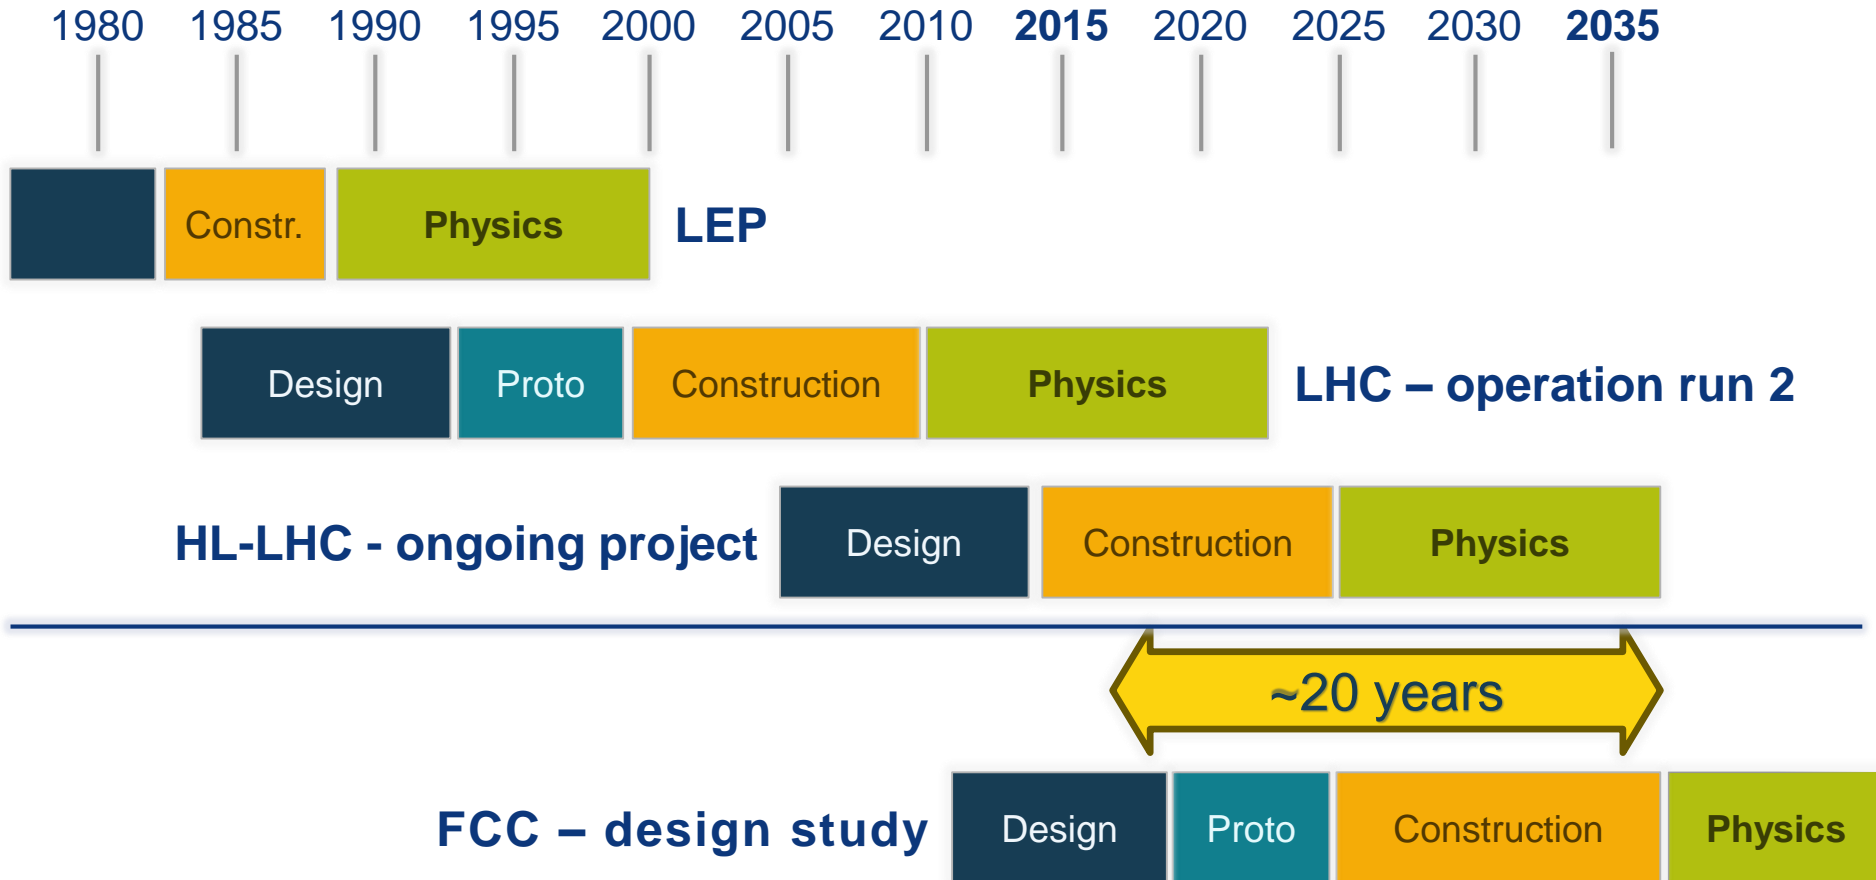 1980 1985 1990 1995 2000 2005 2010 2015 2020 2025 2030 2035
Constr. Physics LEP
Design Proto Construction Physics LHC – operation run 2
HL-LHC - ongoing project Design Construction Physics
~20 years
FCC – design study Design Proto Construction Physics